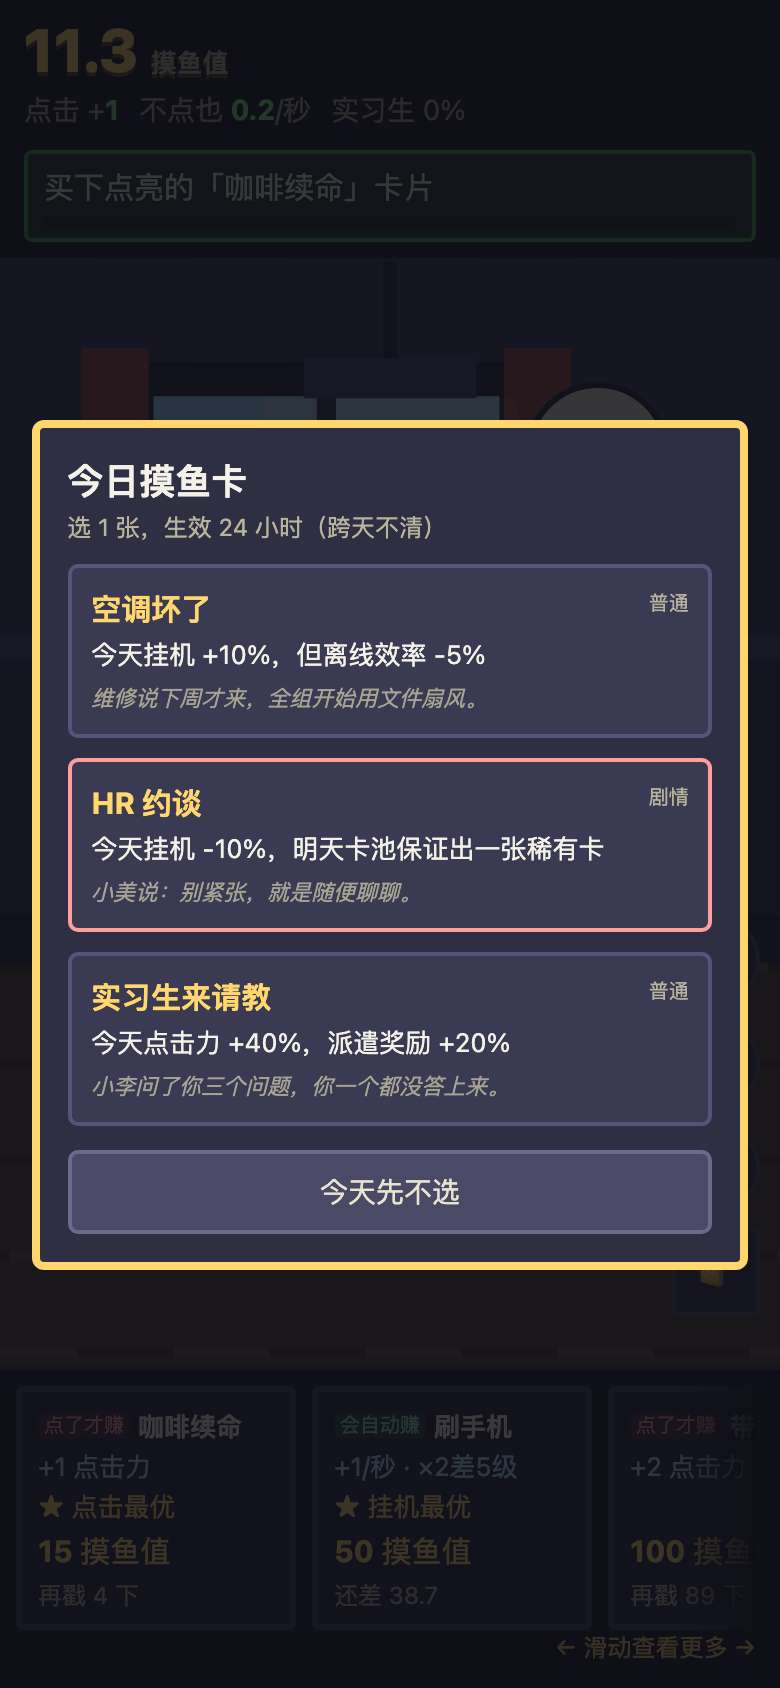 11.3 摸鱼值
点击 +1 不点也 0.2/秒 实习生 0%
买下点亮的「咖啡续命」卡片
今日摸鱼卡
选 1 张，生效 24 小时（跨天不清）
空调坏了 普通
今天挂机 +10%，但离线效率 -5%
维修说下周才来，全组开始用文件扇风。
HR 约谈 剧情
今天挂机 -10%，明天卡池保证出一张稀有卡
小美说：别紧张，就是随便聊聊。
实习生来请教 普通
今天点击力 +40%，派遣奖励 +20%
小李问了你三个问题，你一个都没答上来。
今天先不选
点了才赚 咖啡续命
+1 点击力
★ 点击最优
15 摸鱼值
再戳 4 下
会自动赚 刷手机
+1/秒 · ×2差5级
★ 挂机最优
50 摸鱼值
还差 38.7
点了才赚 带
+2 点击力
100 摸鱼
再戳 89 下
← 滑动查看更多 →